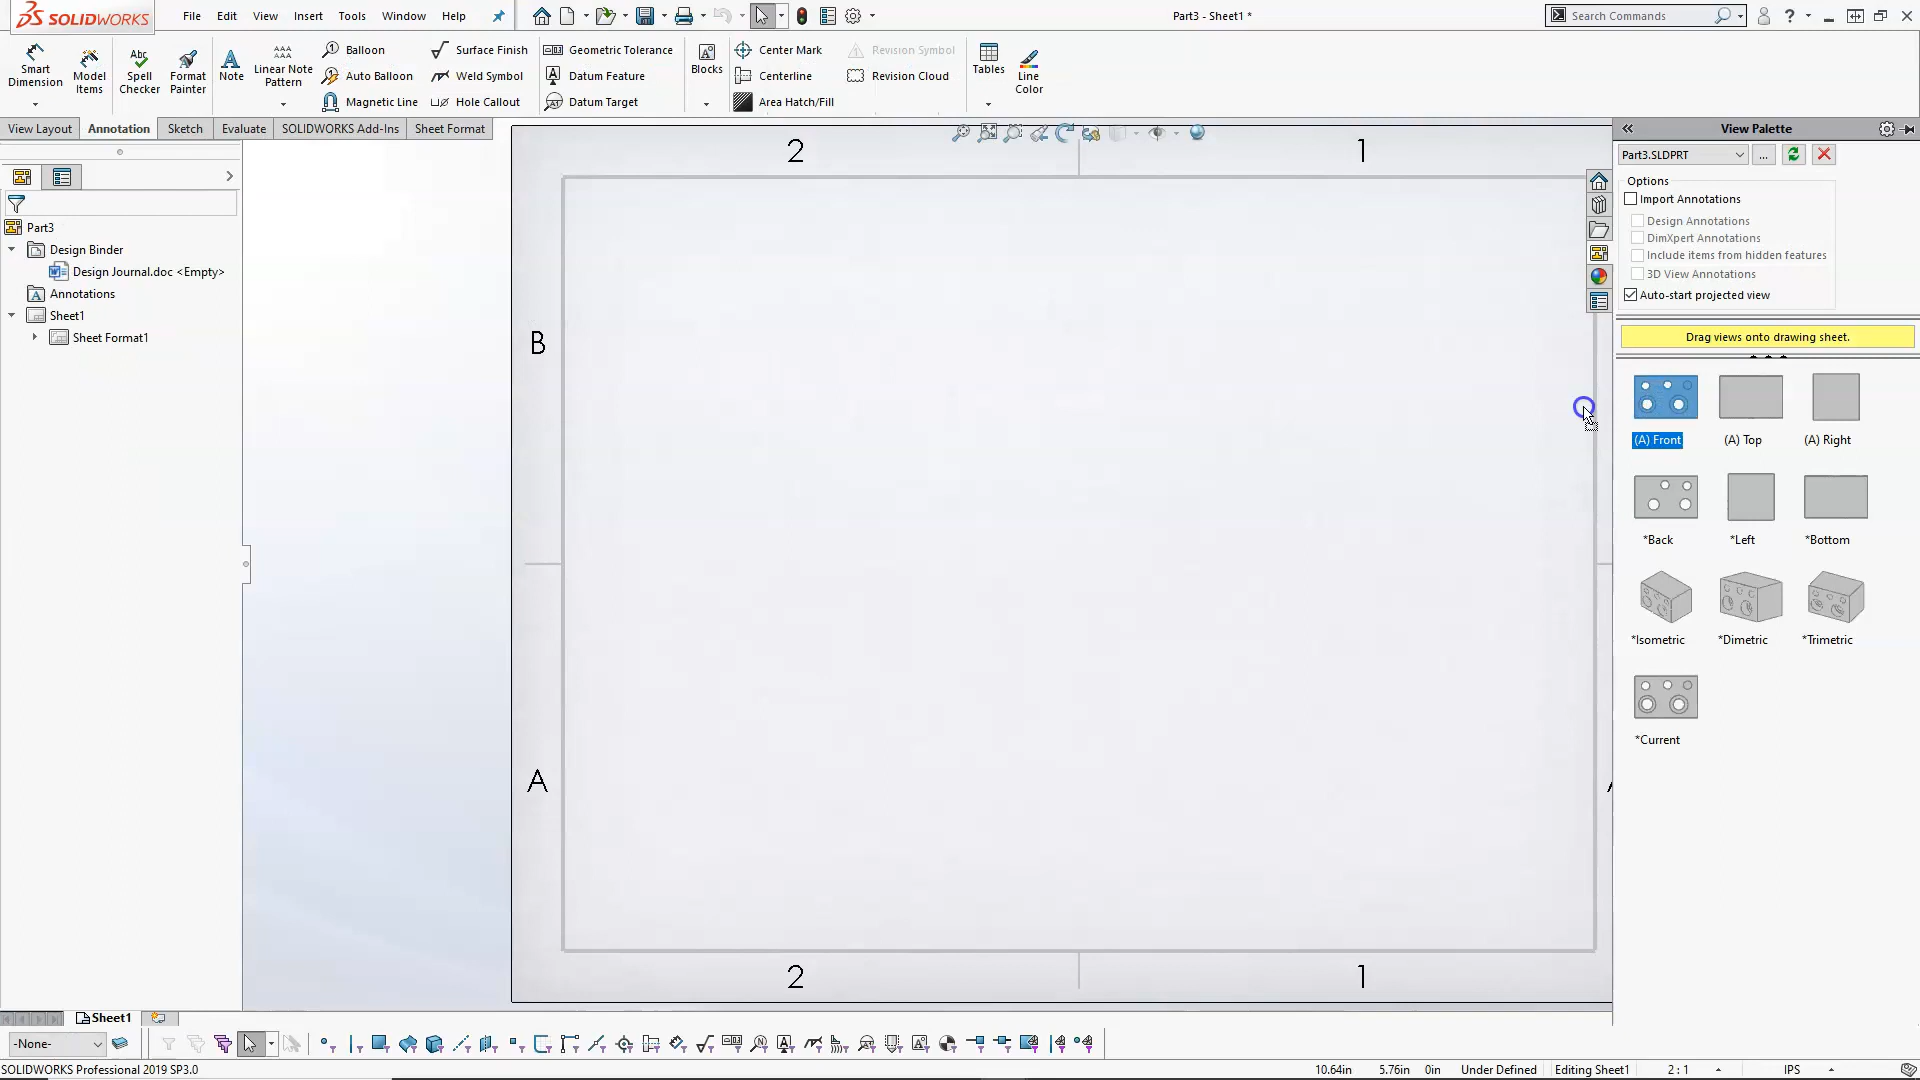 SOLIDWORKS File Edit View Insert Tools Window Help Part3 - Sheet1 * Search Commands
Smart Dimension
Model Items
Abc Spell Checker
Format Painter
Note
Linear Note Pattern
Balloon
Auto Balloon
Magnetic Line
Surface Finish
Weld Symbol
Hole Callout
Geometric Tolerance
Datum Feature
Datum Target
Blocks
Center Mark
Centerline
Area Hatch/Fill
Revision Symbol
Revision Cloud
Tables
Line Color
View Layout Annotation Sketch Evaluate SOLIDWORKS Add-Ins Sheet Format
Part3
Design Binder
Design Journal.doc <Empty>
Annotations
Sheet1
Sheet Format1
2 1
B
A
2 1
View Palette
Part3.SLDPRT ...
Options
Import Annotations
Design Annotations
DimXpert Annotations
Include items from hidden features
3D View Annotations
Auto-start projected view
Drag views onto drawing sheet.
(A) Front (A) Top (A) Right
*Back *Left *Bottom
*Isometric *Dimetric *Trimetric
*Current
Sheet1
-None-
SOLIDWORKS Professional 2019 SP3.0 10.64in 5.76in 0in Under Defined Editing Sheet1 2 : 1 IPS